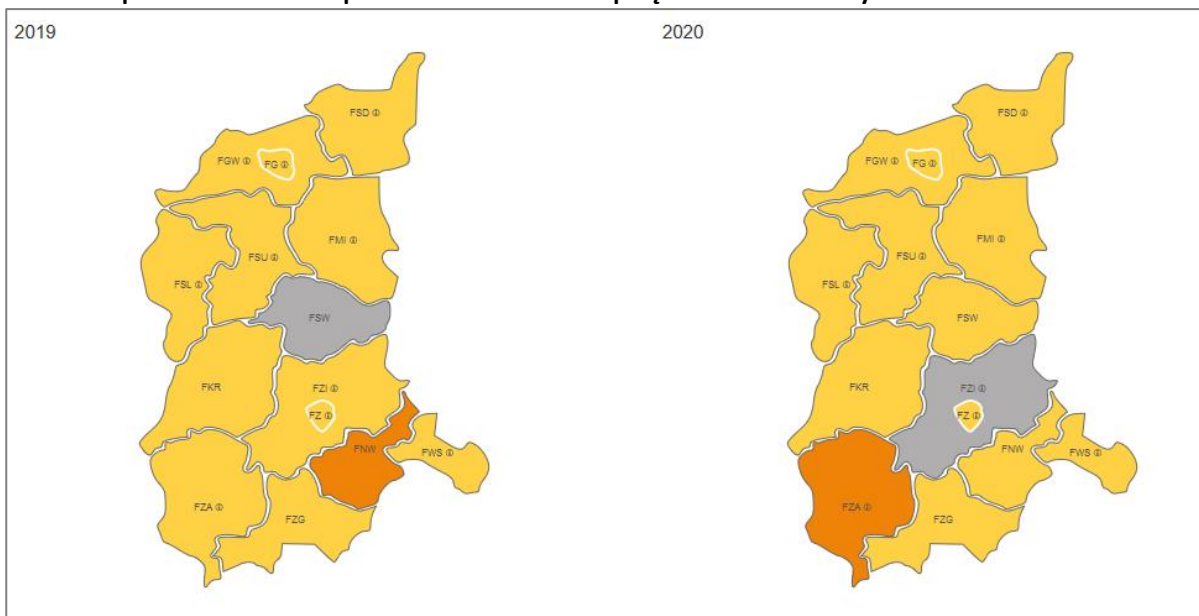 2019
2020
FSD ⓘ
FGW ⓘ
FG ⓘ
FMI ⓘ
FSU ⓘ
FSL ⓘ
FSW
FKR
FZI ⓘ
FZ ⓘ
FNW
FWS ⓘ
FZA ⓘ
FZG
FSD ⓘ
FGW ⓘ
FG ⓘ
FMI ⓘ
FSU ⓘ
FSL ⓘ
FSW
FKR
FZI ⓘ
FZ ⓘ
FNW
FWS ⓘ
FZA ⓘ
FZG